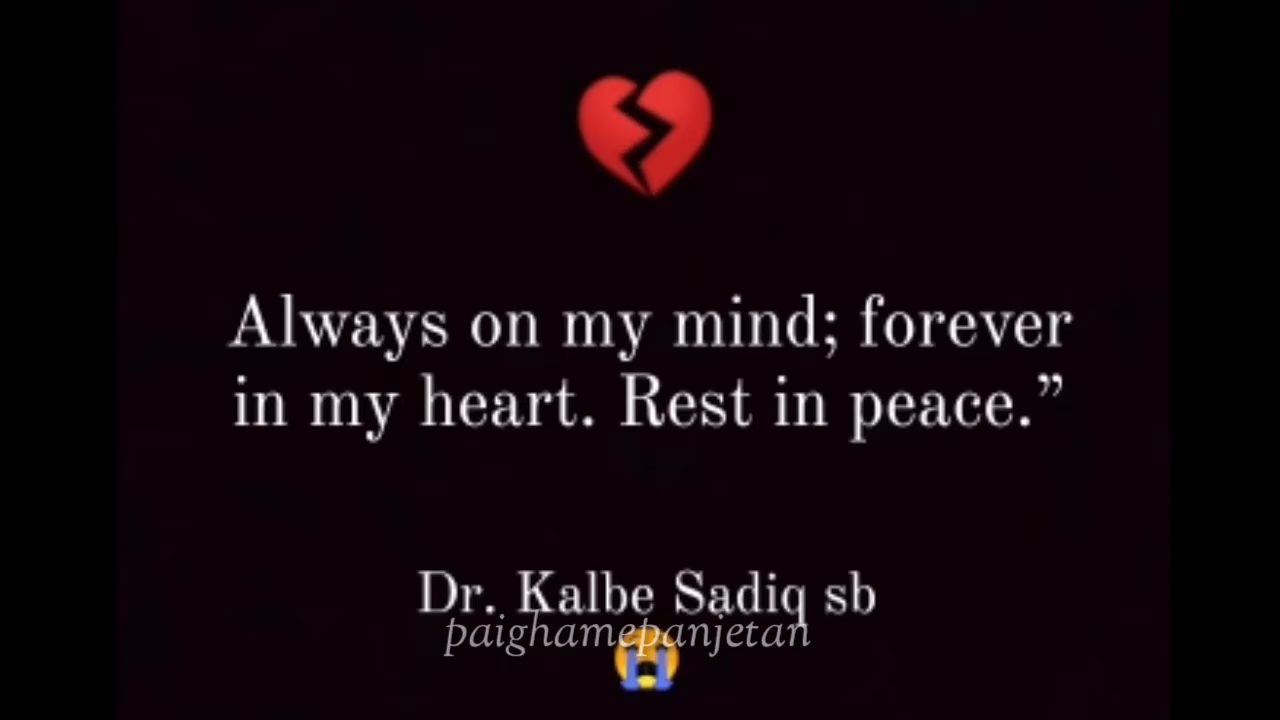 Always on my mind; forever
in my heart. Rest in peace.”
Dr. Kalbe Sadiq sb
paighamepanjetan